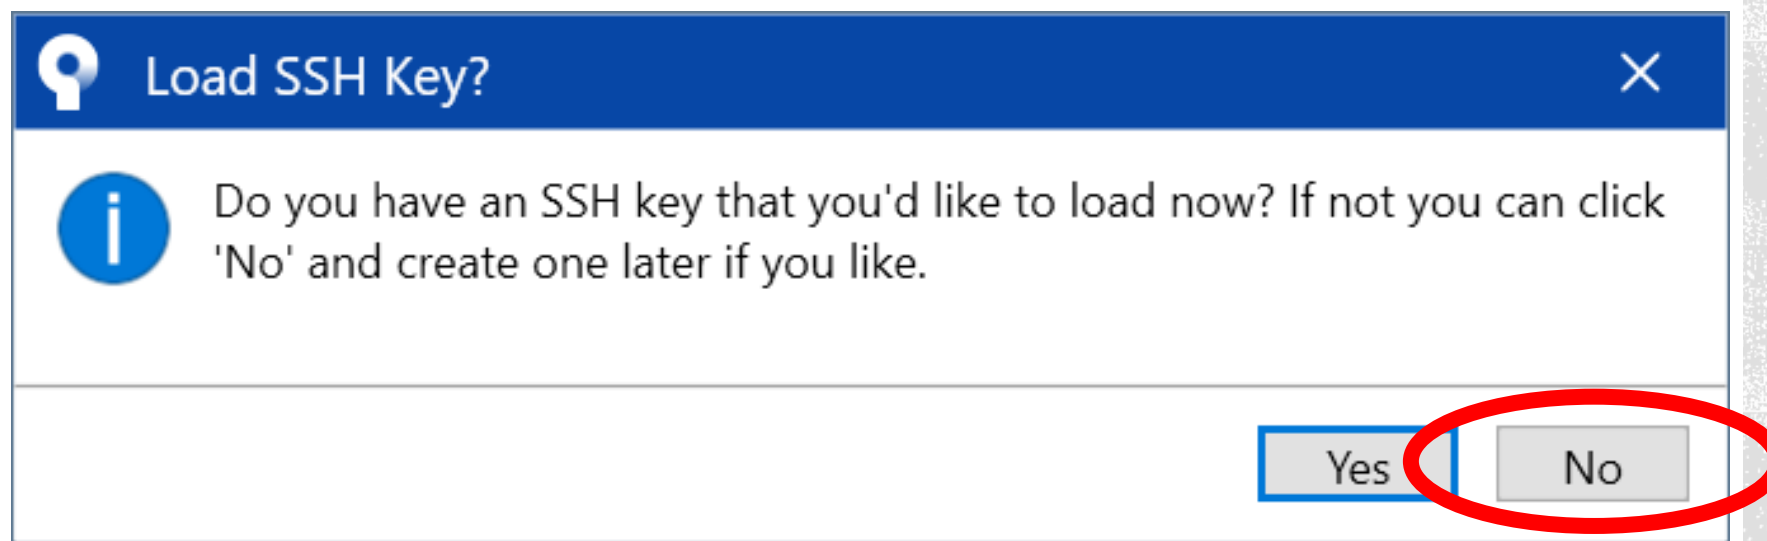 Load SSH Key?
Do you have an SSH key that you'd like to load now? If not you can click
'No' and create one later if you like.
Yes No